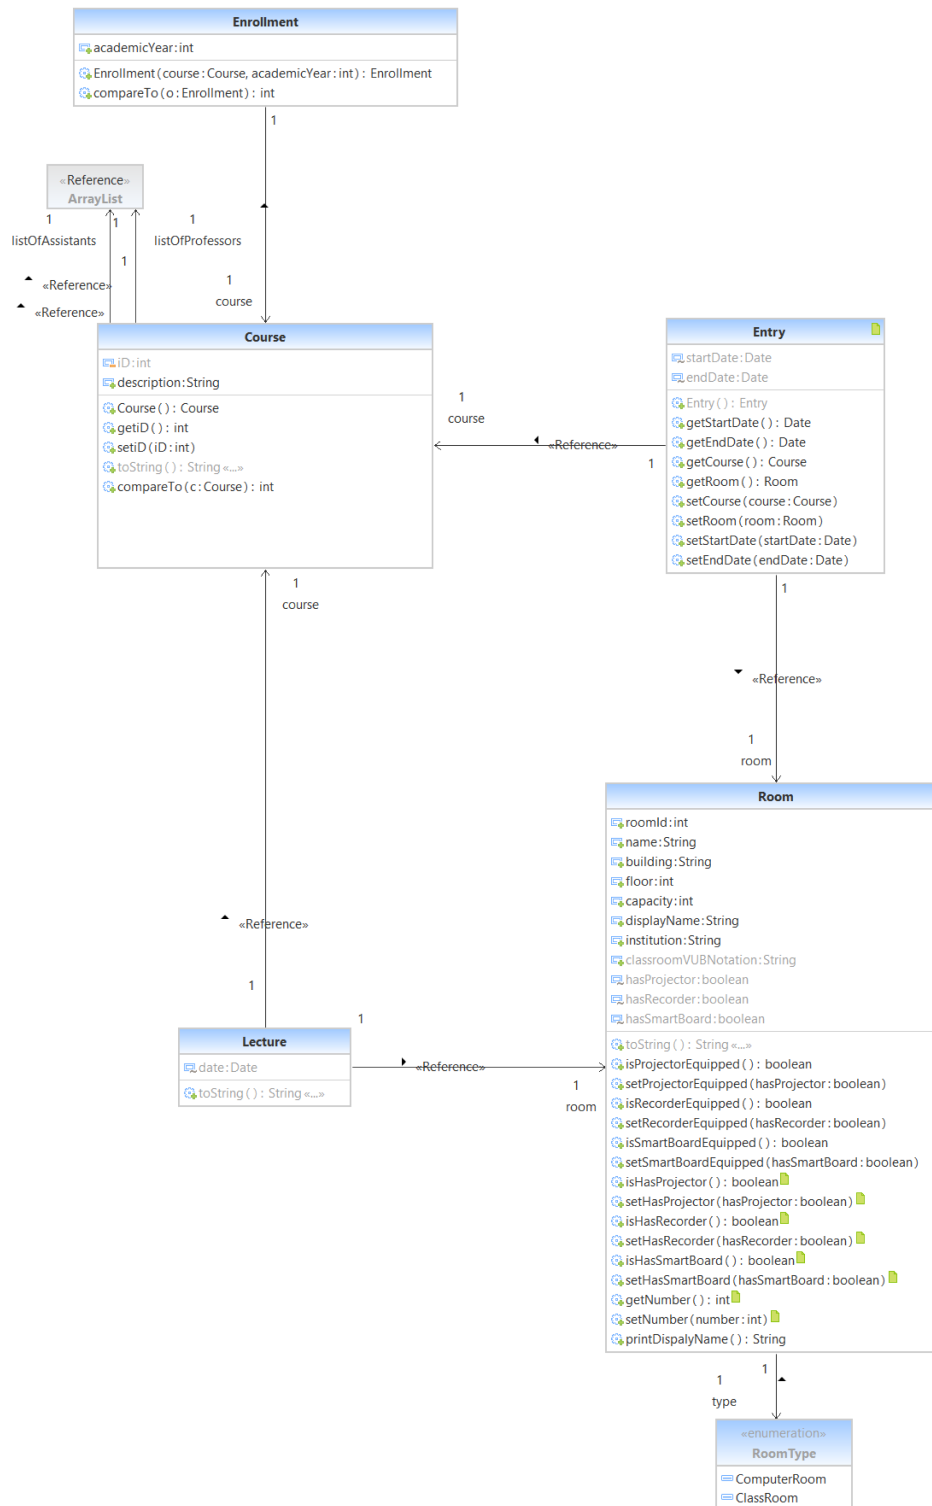 Enrollment
academicYear:int
Enrollment(course:Course, academicYear:int): Enrollment
compareTo(o:Enrollment): int
1
«Reference»
ArrayList
1
1
1
listOfAssistants
listOfProfessors
1
«Reference»
«Reference»
1
course
Course
iD:int
description:String
Course(): Course
getiD(): int
setiD(iD:int)
toString(): String «...»
compareTo(c:Course): int
Entry
startDate:Date
endDate:Date
Entry(): Entry
getStartDate(): Date
getEndDate(): Date
getCourse(): Course
getRoom(): Room
setCourse(course:Course)
setRoom(room:Room)
setStartDate(startDate:Date)
setEndDate(endDate:Date)
1
course
«Reference»
1
1
course
1
«Reference»
1
room
Room
roomId:int
name:String
building:String
floor:int
capacity:int
displayName:String
institution:String
classroomVUBNotation:String
hasProjector:boolean
hasRecorder:boolean
hasSmartBoard:boolean
toString(): String «...»
isProjectorEquipped(): boolean
setProjectorEquipped(hasProjector:boolean)
isRecorderEquipped(): boolean
setRecorderEquipped(hasRecorder:boolean)
isSmartBoardEquipped(): boolean
setSmartBoardEquipped(hasSmartBoard:boolean)
isHasProjector(): boolean
setHasProjector(hasProjector:boolean)
isHasRecorder(): boolean
setHasRecorder(hasRecorder:boolean)
isHasSmartBoard(): boolean
setHasSmartBoard(hasSmartBoard:boolean)
getNumber(): int
setNumber(number:int)
printDispalyName(): String
«Reference»
1
Lecture
date:Date
toString(): String «...»
1
«Reference»
1
room
1
1
type
«enumeration»
RoomType
ComputerRoom
ClassRoom